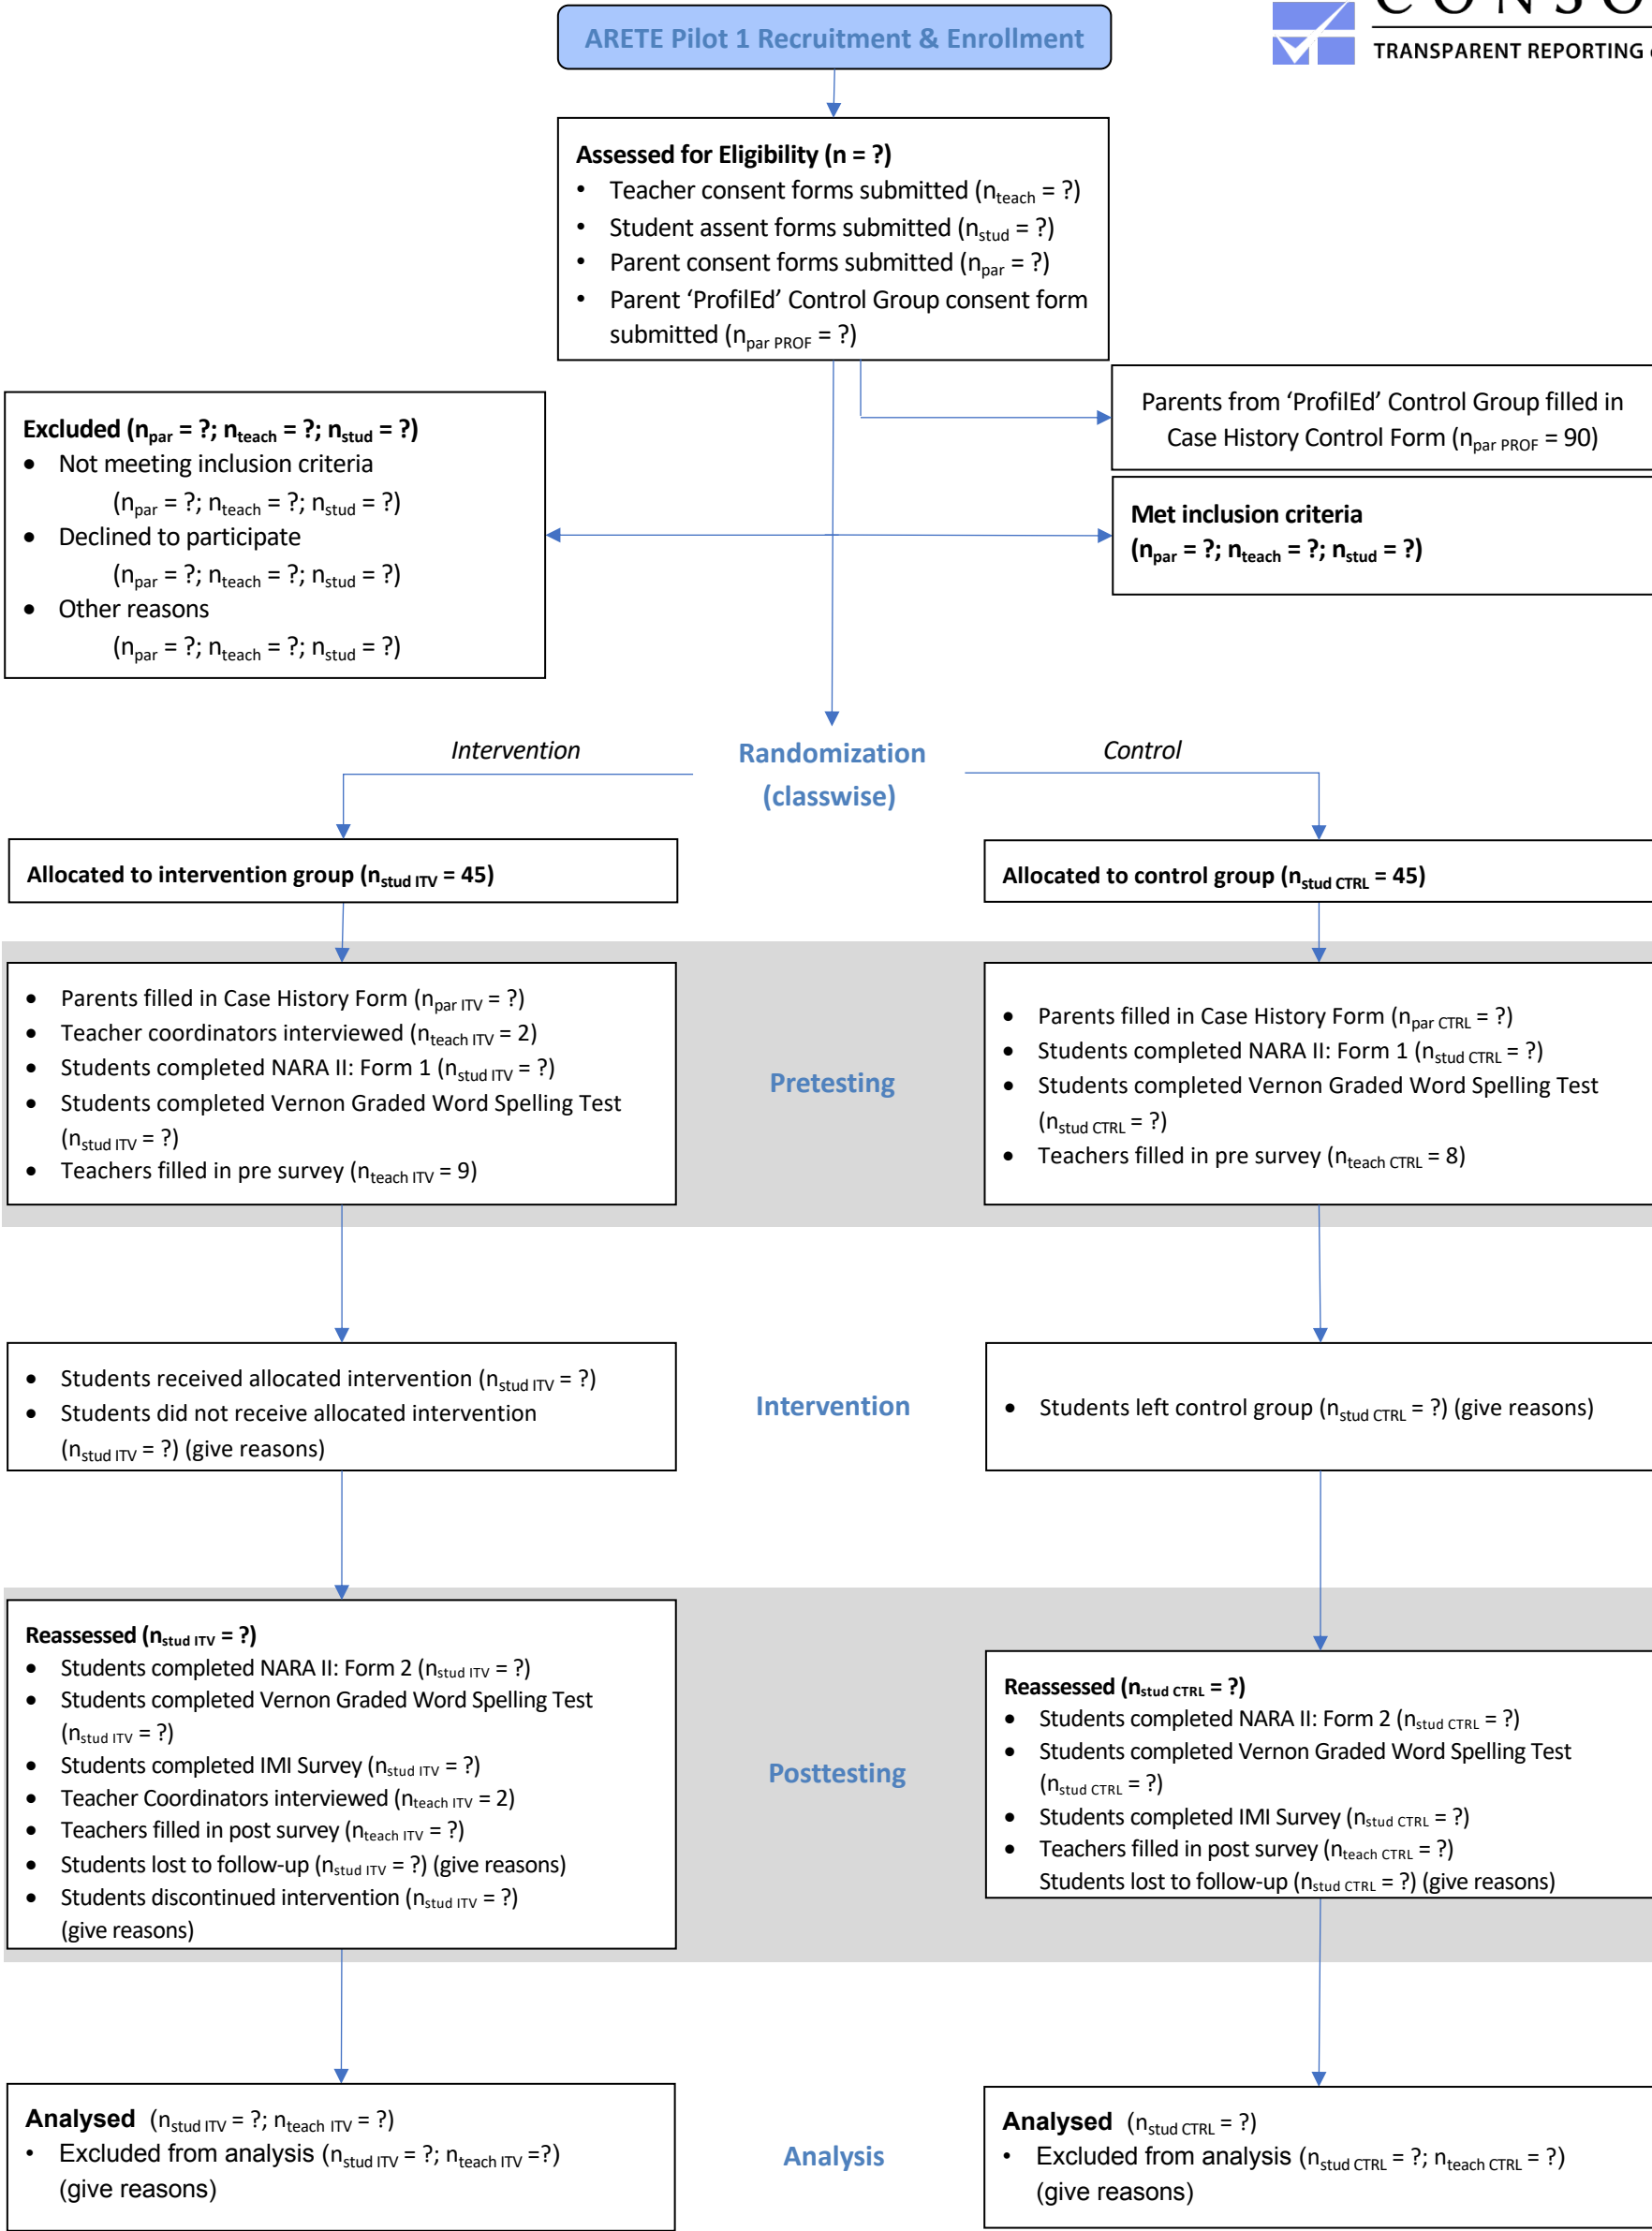 ARETE Pilot 1 Recruitment & Enrollment
TRANSPARENT REPORTING
Assessed for Eligibility (n = ?)
• Teacher consent forms submitted (nteach = ?)
• Student assent forms submitted (nstud = ?)
• Parent consent forms submitted (npar = ?)
• Parent ‘ProfilEd’ Control Group consent form
submitted (npar PROF = ?)
Parents from ‘ProfilEd’ Control Group filled in
Case History Control Form (npar PROF = 90)
Excluded (npar = ?; nteach = ?; nstud = ?)
• Not meeting inclusion criteria
(npar = ?; nteach = ?; nstud = ?)
• Declined to participate
(npar = ?; nteach = ?; nstud = ?)
• Other reasons
(npar = ?; nteach = ?; nstud = ?)
Met inclusion criteria
(npar = ?; nteach = ?; nstud = ?)
Intervention
Randomization
(classwise)
Control
Allocated to intervention group (nstud ITV = 45)
Allocated to control group (nstud CTRL = 45)
• Parents filled in Case History Form (npar ITV = ?)
• Teacher coordinators interviewed (nteach ITV = 2)
• Students completed NARA II: Form 1 (nstud ITV = ?)
• Students completed Vernon Graded Word Spelling Test
(nstud ITV = ?)
• Teachers filled in pre survey (nteach ITV = 9)
Pretesting
• Parents filled in Case History Form (npar CTRL = ?)
• Students completed NARA II: Form 1 (nstud CTRL = ?)
• Students completed Vernon Graded Word Spelling Test
(nstud CTRL = ?)
• Teachers filled in pre survey (nteach CTRL = 8)
• Students received allocated intervention (nstud ITV = ?)
• Students did not receive allocated intervention
(nstud ITV = ?) (give reasons)
Intervention
• Students left control group (nstud CTRL = ?) (give reasons)
Reassessed (nstud ITV = ?)
• Students completed NARA II: Form 2 (nstud ITV = ?)
• Students completed Vernon Graded Word Spelling Test
(nstud ITV = ?)
• Students completed IMI Survey (nstud ITV = ?)
• Teacher Coordinators interviewed (nteach ITV = 2)
• Teachers filled in post survey (nteach ITV = ?)
• Students lost to follow-up (nstud ITV = ?) (give reasons)
• Students discontinued intervention (nstud ITV = ?)
(give reasons)
Posttesting
Reassessed (nstud CTRL = ?)
• Students completed NARA II: Form 2 (nstud CTRL = ?)
• Students completed Vernon Graded Word Spelling Test
(nstud CTRL = ?)
• Students completed IMI Survey (nstud CTRL = ?)
• Teachers filled in post survey (nteach CTRL = ?)
Students lost to follow-up (nstud CTRL = ?) (give reasons)
Analysed (nstud ITV = ?; nteach ITV = ?)
• Excluded from analysis (nstud ITV = ?; nteach ITV =?)
(give reasons)
Analysis
Analysed (nstud CTRL = ?)
• Excluded from analysis (nstud CTRL = ?; nteach CTRL = ?)
(give reasons)